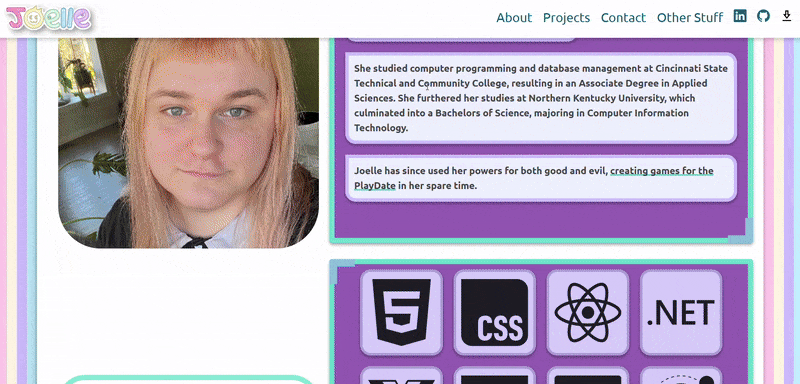 Joelle
About Projects Contact Other Stuff
She studied computer programming and database management at Cincinnati State
Technical and Community College, resulting in an Associate Degree in Applied
Sciences. She furthered her studies at Northern Kentucky University, which
culminated into a Bachelors of Science, majoring in Computer Information
Technology.
Joelle has since used her powers for both good and evil, creating games for the
PlayDate in her spare time.
5
CSS
.NET